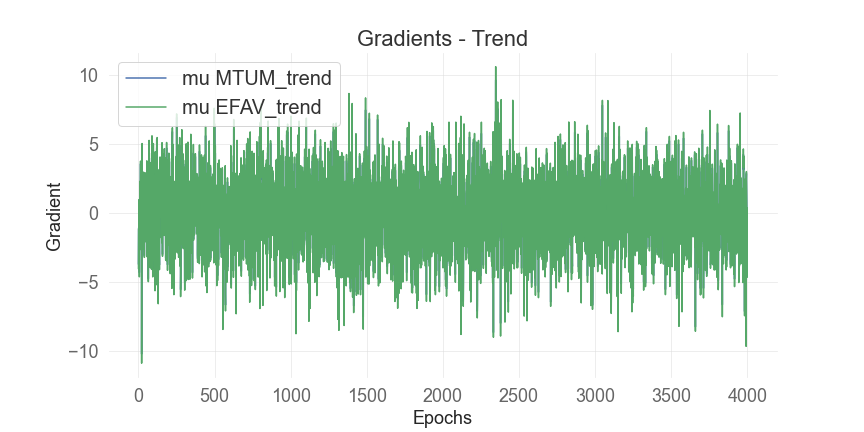 Gradients - Trend
mu MTUM_trend
mu EFAV_trend
Gradient
10
5
0
−5
−10
0 500 1000 1500 2000 2500 3000 3500 4000
Epochs